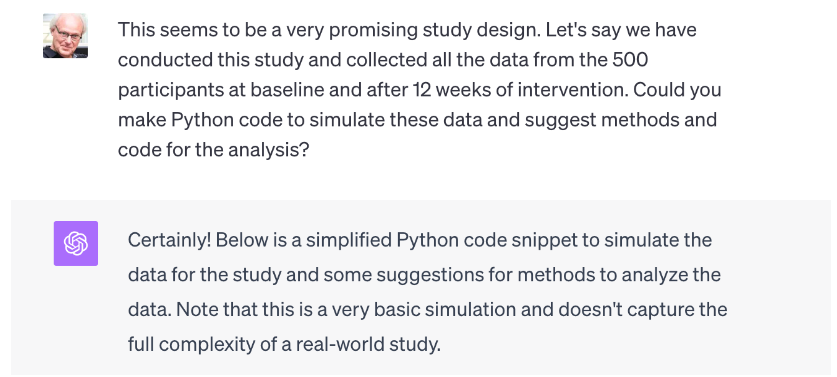 This seems to be a very promising study design. Let's say we have
conducted this study and collected all the data from the 500
participants at baseline and after 12 weeks of intervention. Could you
make Python code to simulate these data and suggest methods and
code for the analysis?
Certainly! Below is a simplified Python code snippet to simulate the
data for the study and some suggestions for methods to analyze the
data. Note that this is a very basic simulation and doesn't capture the
full complexity of a real-world study.